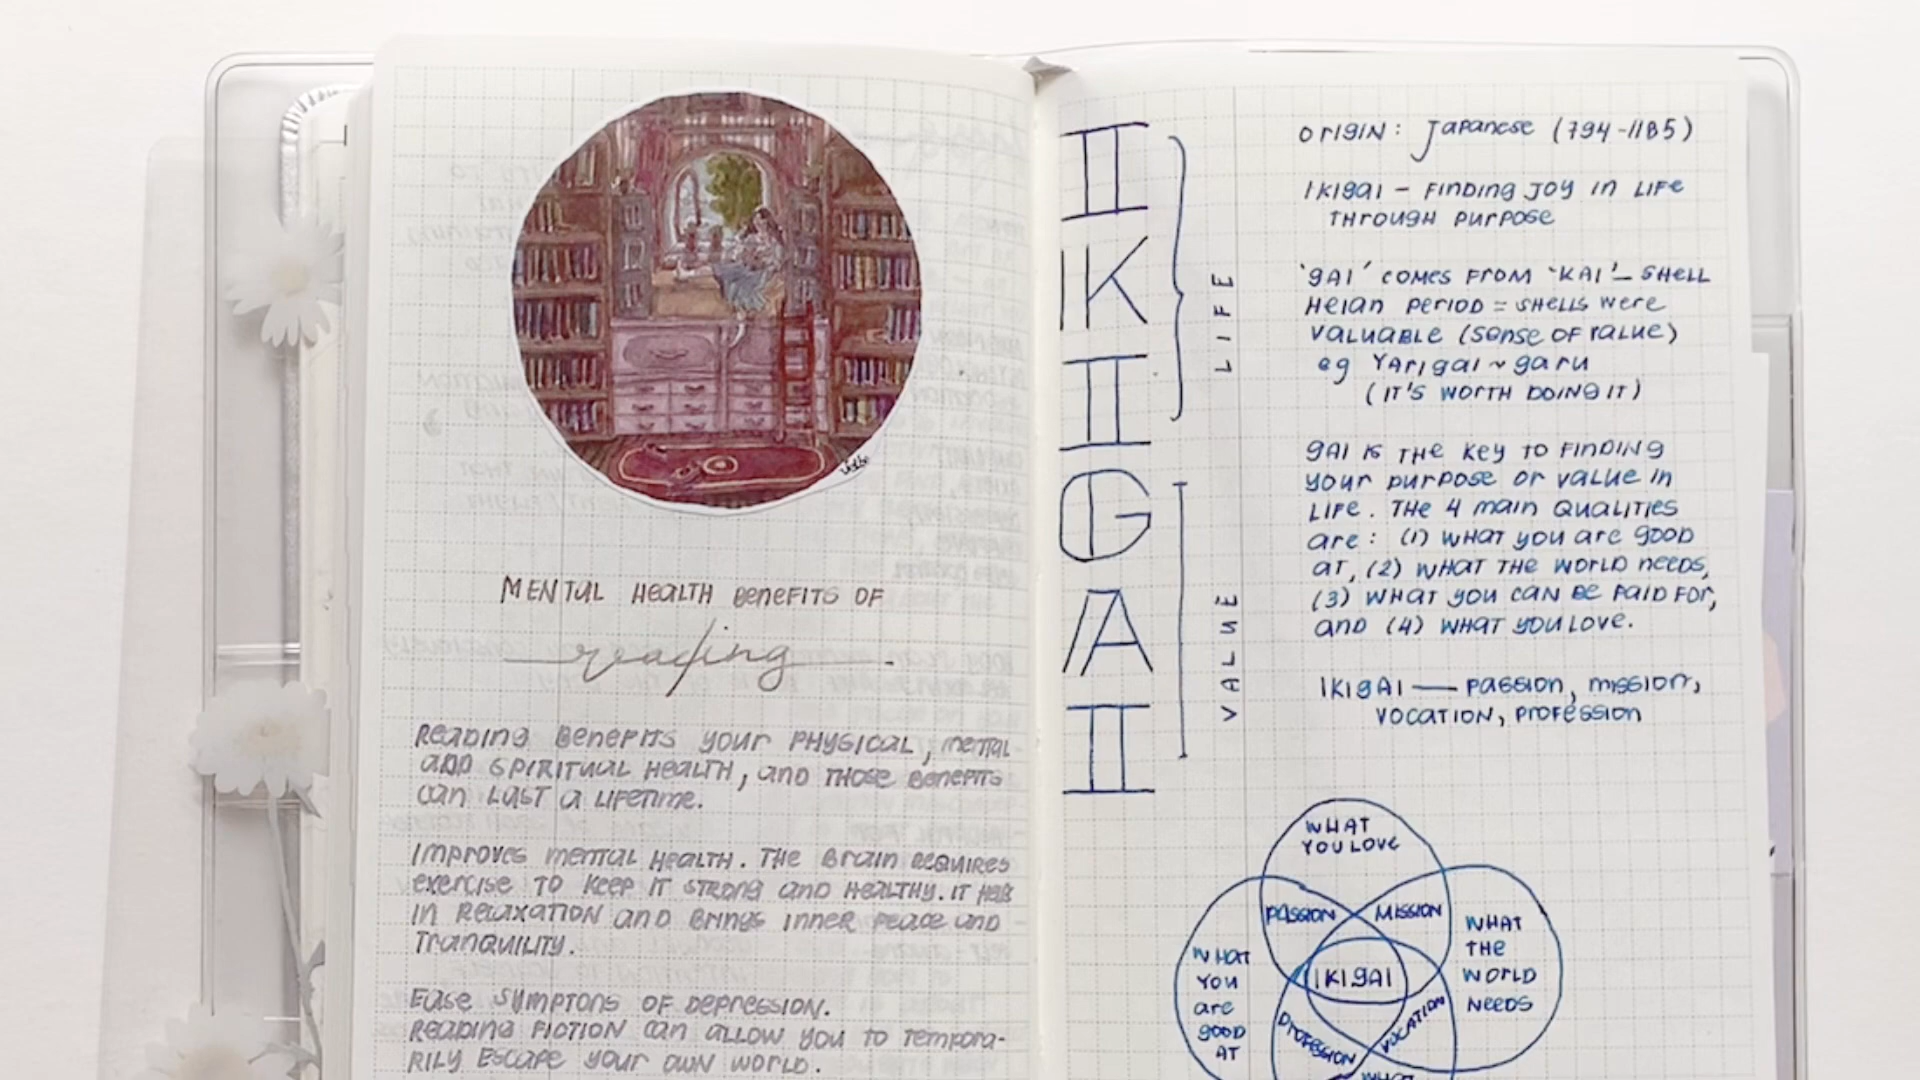 MENTAL HEALTH BENEFITS OF
reading.
READING BENEFITS YOUR PHYSICAL, MENTAL
AND SPIRITUAL HEALTH, AND THOSE BENEFITS
CAN LAST A LIFETIME.
IMPROVES MENTAL HEALTH. THE BRAIN REQUIRES
EXERCISE TO KEEP IT STRONG AND HEALTHY. IT HELPS
IN RELAXATION AND BRINGS INNER PEACE AND
TRANQUILITY.
EASE SYMPTONS OF DEPRESSION.
READING FICTION CAN ALLOW YOU TO TEMPORA-
RILY ESCAPE YOUR OWN WORLD.
IKIGAI
LIFE
VALUE
ORIGIN: Japanese (794-1185)
IKIGAI - FINDING JOY IN LIFE
THROUGH PURPOSE
'GAI' COMES FROM 'KAI' - SHELL
HEIAN PERIOD = SHELLS WERE
VALUABLE (SENSE OF VALUE)
eg YARIGAI ~ GARU
(IT'S WORTH DOING IT)
GAI IS THE KEY TO FINDING
YOUR PURPOSE OR VALUE IN
LIFE. THE 4 MAIN QUALITIES
ARE: (1) WHAT YOU ARE GOOD
AT, (2) WHAT THE WORLD NEEDS,
(3) WHAT YOU CAN BE PAID FOR,
AND (4) WHAT YOU LOVE.
IKIGAI — PASSION, MISSION,
VOCATION, PROFESSION
WHAT
YOU LOVE
PASSION
MISSION
WHAT
YOU
ARE
GOOD
AT
IKIGAI
WHAT
THE
WORLD
NEEDS
PROFESSION
VOCATION
WHAT